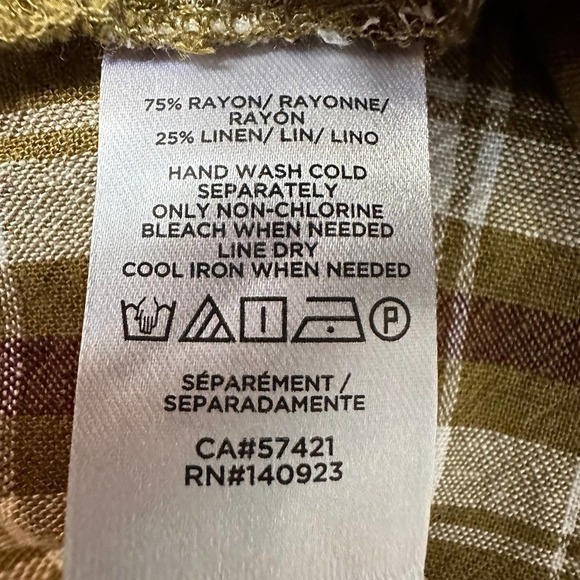 75% RAYON/ RAYONNE/
RAYÓN
25% LINEN/ LIN/ LINO
HAND WASH COLD
SEPARATELY
ONLY NON-CHLORINE
BLEACH WHEN NEEDED
LINE DRY
COOL IRON WHEN NEEDED
P
SÉPARÉMENT /
SEPARADAMENTE
CA#57421
RN#140923